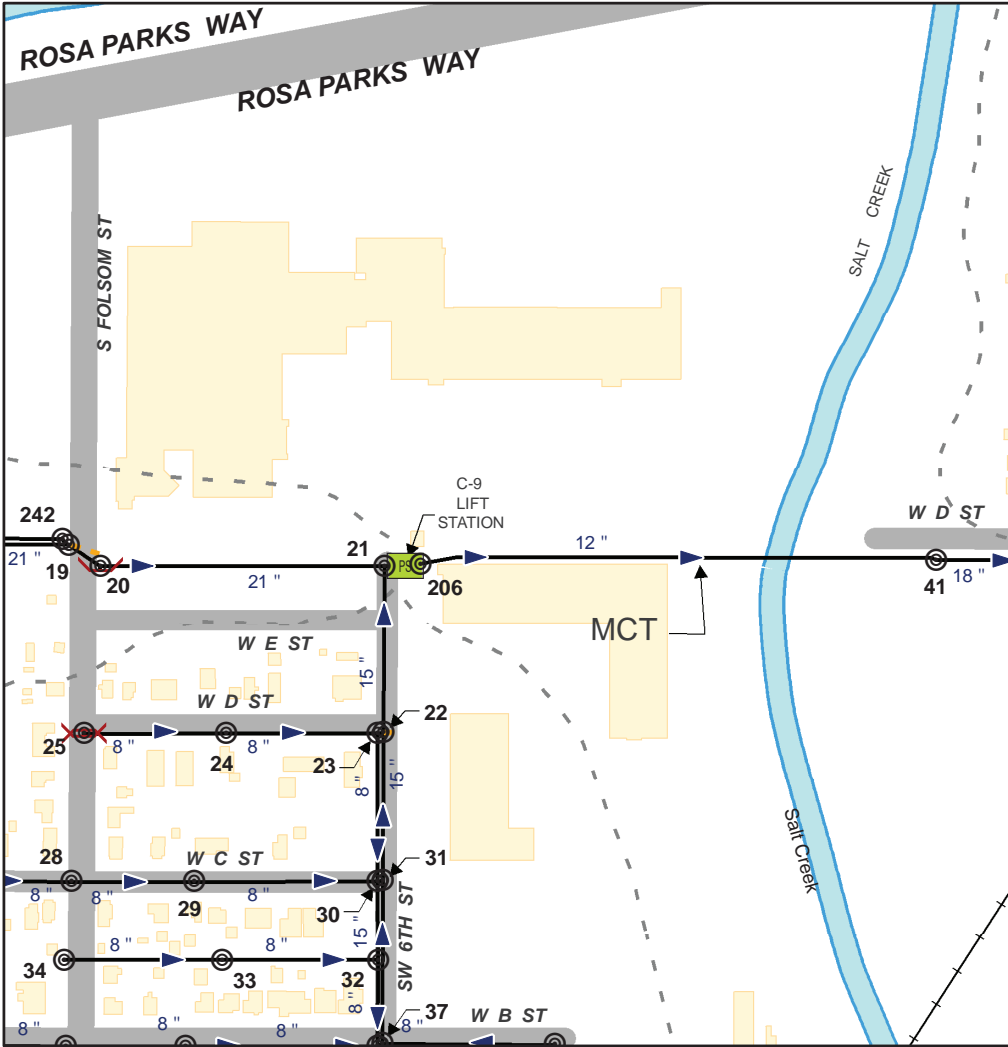 ROSA PARKS WAY
ROSA PARKS WAY
S FOLSOM ST
SALT CREEK
C-9
LIFT
STATION
242
21 "
19
20
21 "
21
PS
206
12 "
W D ST
41
18 "
MCT
W E ST
15 "
W D ST
22
25
8 "
24
8 "
23
8 "
15 "
Salt Creek
28
W C ST
31
8 "
8 "
29
8 "
30
15 "
SW 6TH ST
34
8 "
33
8 "
32
8 "
37
W B ST
8 "
8 "
8 "
8 "